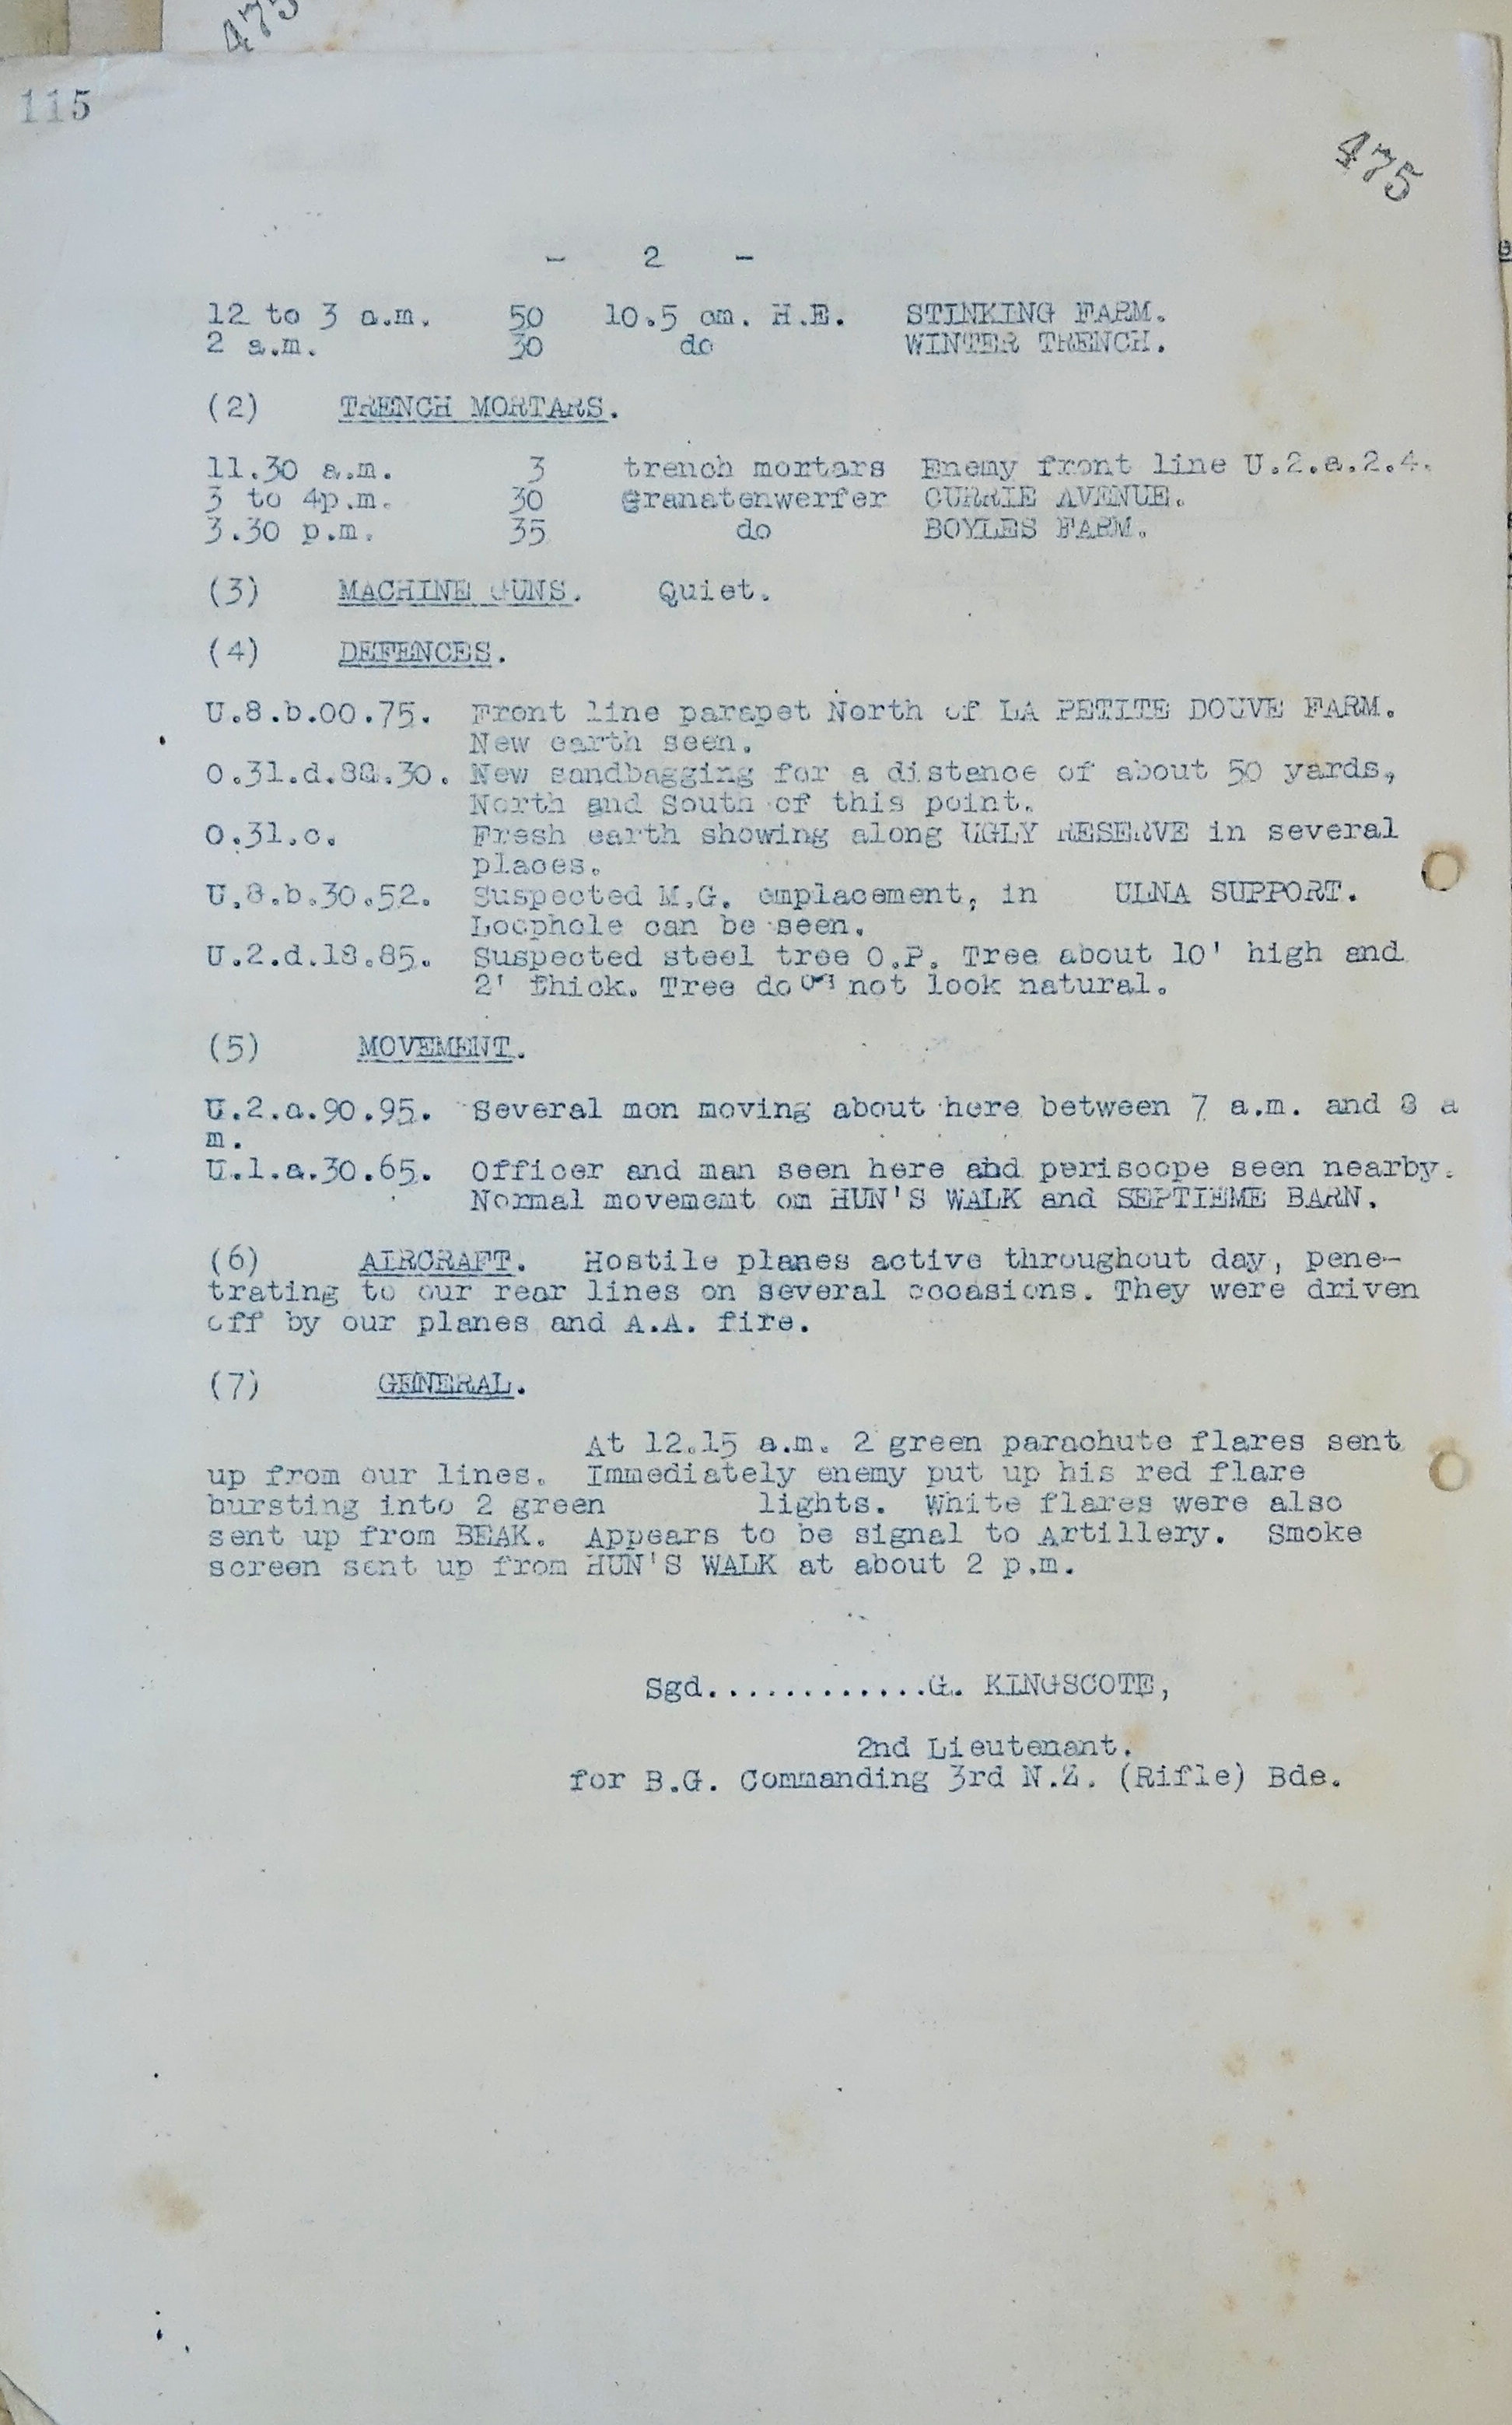 475
115
475
- 2 -
12 to 3 a.m. 50 10.5 cm. H.E. STINKING FARM.
2 a.m. 30 do WINTER TRENCH.
(2) TRENCH MORTARS.
11.30 a.m. 3 trench mortars Enemy front line U.2.a.2.4.
3 to 4p.m. 30 granatenwerfer CURRIE AVENUE.
3.30 p.m. 35 do BOYLES FARM.
(3) MACHINE GUNS. Quiet.
(4) DEFENCES.
U.8.b.00.75. Front line parapet North of LA PETITE DOUVE FARM.
New earth seen.
O.31.d. .30. New sandbagging for a distance of about 50 yards,
North and South of this point.
O.31.c. Fresh earth showing along UGLY RESERVE in several
places.
U.8.b.30.52. Suspected M.G. emplacement, in ULNA SUPPORT.
Loophole can be seen.
U.2.d.18.85. Suspected steel tree O.P. Tree about 10' high and
2' thick. Tree does not look natural.
(5) MOVEMENT.
U.2.a.90.95. Several men moving about here between 7 a.m. and 8 a
m.
U.1.a.30.65. Officer and man seen here and periscope seen nearby.
Normal movement on HUN'S WALK and SEPTIEME BARN.
(6) AIRCRAFT. Hostile planes active throughout day, pene-
trating to our rear lines on several occasions. They were driven
off by our planes and A.A. fire.
(7) GENERAL.
At 12.15 a.m. 2 green parachute flares sent
up from our lines. Immediately enemy put up his red flare
bursting into 2 green lights. White flares were also
sent up from BEAK. Appears to be signal to Artillery. Smoke
screen sent up from HUN'S WALK at about 2 p.m.
Sgd.............G. KINGSCOTE,
2nd Lieutenant.
for B.G. Commanding 3rd N.Z. (Rifle) Bde.